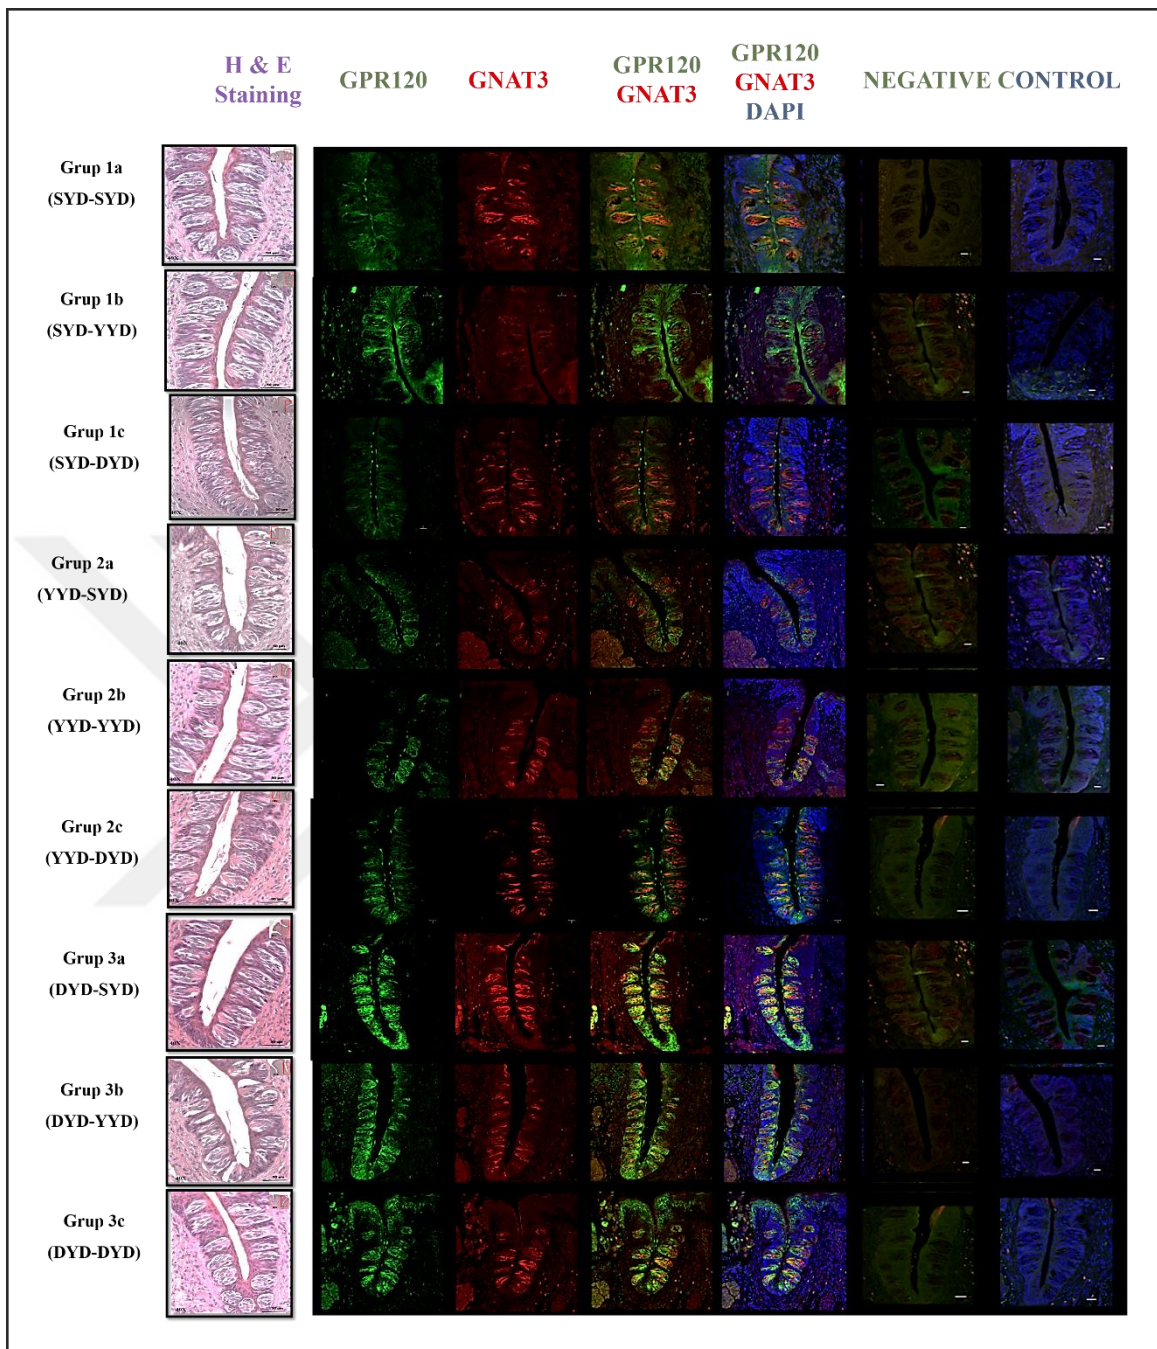 H & E
Staining
GPR120
GNAT3
GPR120
GNAT3
GPR120
GNAT3
DAPI
NEGATIVE CONTROL
Grup 1a
(SYD-SYD)
Grup 1b
(SYD-YYD)
Grup 1c
(SYD-DYD)
Grup 2a
(YYD-SYD)
Grup 2b
(YYD-YYD)
Grup 2c
(YYD-DYD)
Grup 3a
(DYD-SYD)
Grup 3b
(DYD-YYD)
Grup 3c
(DYD-DYD)